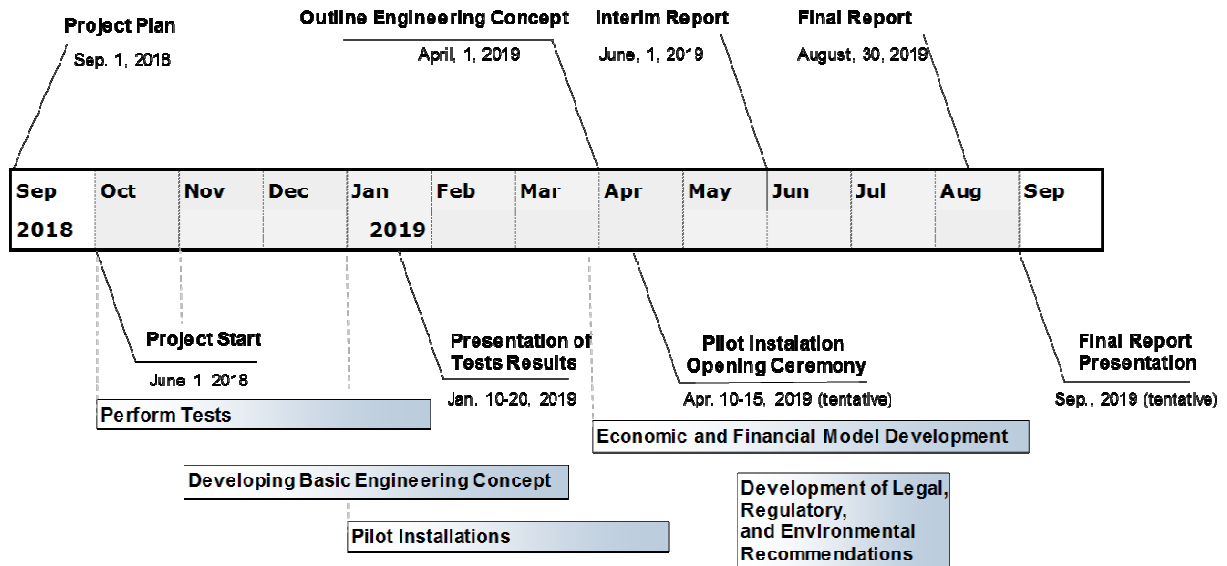 Project Plan
Sep. 1, 2018
Outline Engineering Concept
April, 1, 2019
Interim Report
June, 1, 2019
Final Report
August, 30, 2019
Sep Oct Nov Dec Jan Feb Mar Apr May Jun Jul Aug Sep
2018 2019
Project Start
June 1 2018
Presentation of
Tests Results
Jan. 10-20, 2019
Pilot Instalation
Opening Ceremony
Apr. 10-15, 2019 (tentative)
Final Report
Presentation
Sep., 2019 (tentative)
Perform Tests
Economic and Financial Model Development
Developing Basic Engineering Concept
Pilot Installations
Development of Legal,
Regulatory,
and Environmental
Recommendations